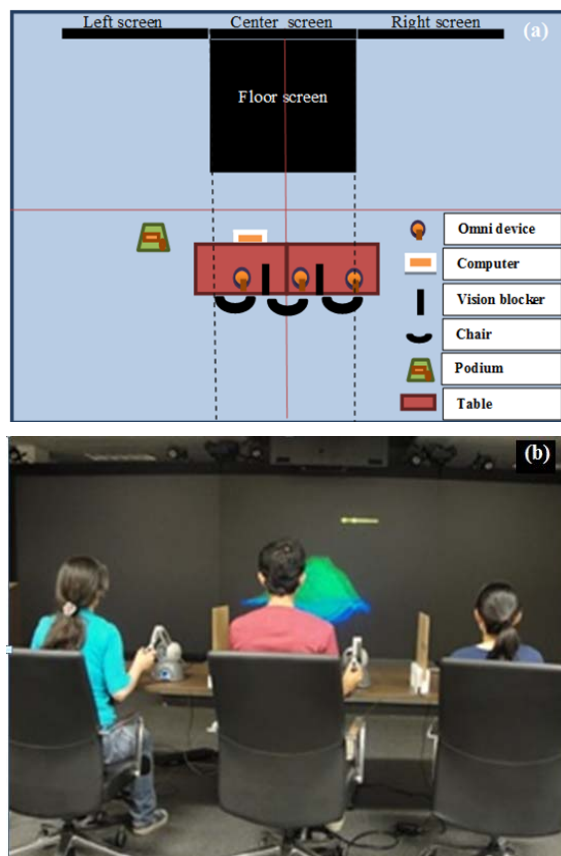 Left screen
Center screen
Right screen
(a)
Floor screen
Omni device
Computer
Vision blocker
Chair
Podium
Table
(b)